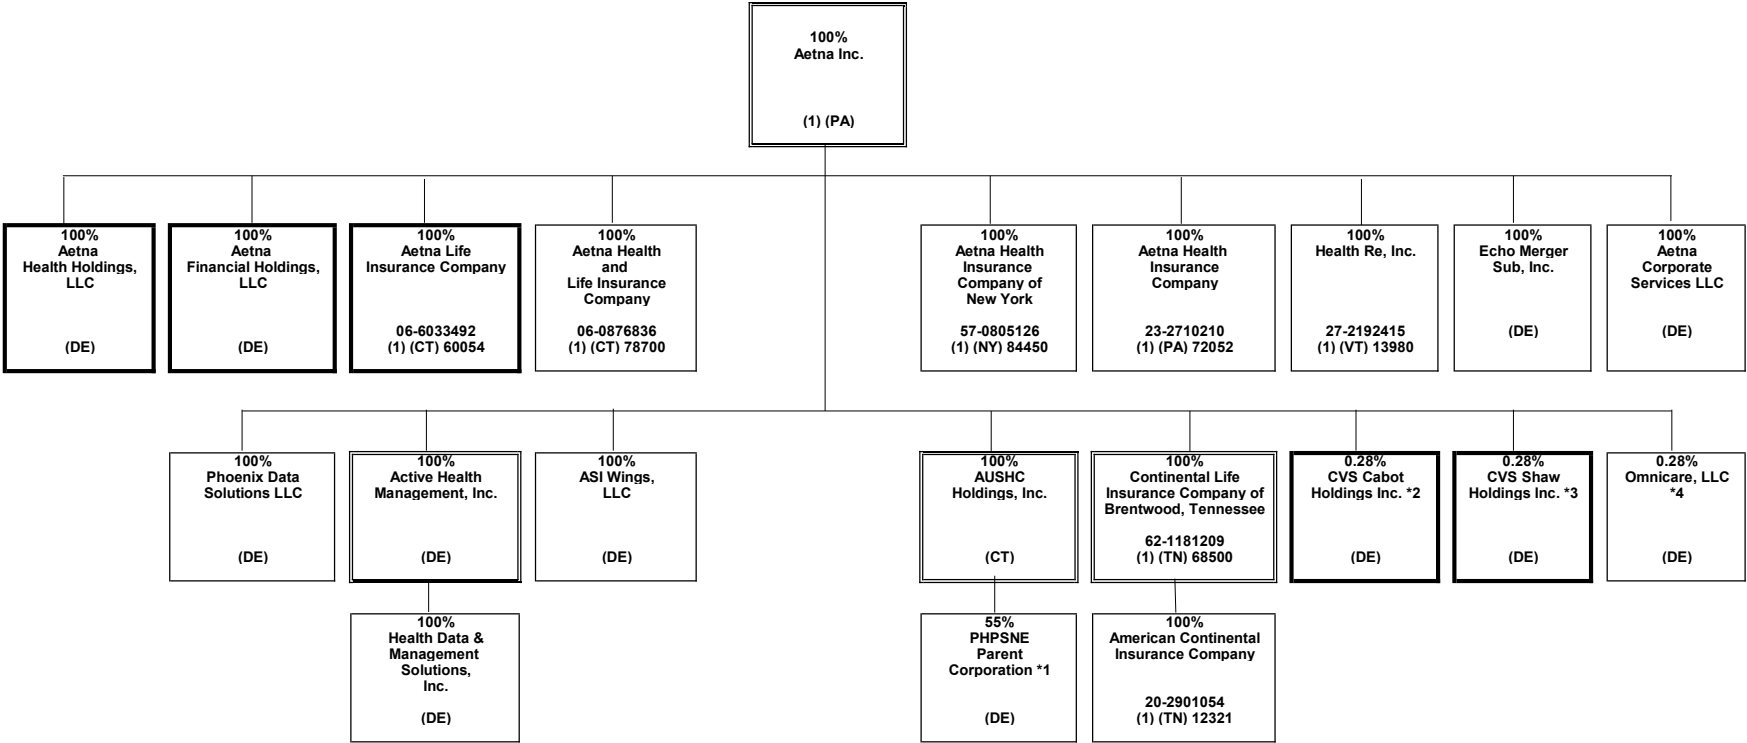 100%
Aetna Inc.
(1) (PA)
100%
Aetna
Health Holdings,
LLC
(DE)
100%
Aetna
Financial Holdings,
LLC
(DE)
100%
Aetna Life
Insurance Company
06-6033492
(1) (CT) 60054
100%
Aetna Health
and
Life Insurance
Company
06-0876836
(1) (CT) 78700
100%
Aetna Health
Insurance
Company of
New York
57-0805126
(1) (NY) 84450
100%
Aetna Health
Insurance
Company
23-2710210
(1) (PA) 72052
100%
Health Re, Inc.
27-2192415
(1) (VT) 13980
100%
Echo Merger
Sub, Inc.
(DE)
100%
Aetna
Corporate
Services LLC
(DE)
100%
Phoenix Data
Solutions LLC
(DE)
100%
Active Health
Management, Inc.
(DE)
100%
ASI Wings,
LLC
(DE)
100%
AUSHC
Holdings, Inc.
(CT)
100%
Continental Life
Insurance Company of
Brentwood, Tennessee
62-1181209
(1) (TN) 68500
0.28%
CVS Cabot
Holdings Inc. *2
(DE)
0.28%
CVS Shaw
Holdings Inc. *3
(DE)
0.28%
Omnicare, LLC
*4
(DE)
100%
Health Data &
Management
Solutions,
Inc.
(DE)
55%
PHPSNE
Parent
Corporation *1
(DE)
100%
American Continental
Insurance Company
20-2901054
(1) (TN) 12321